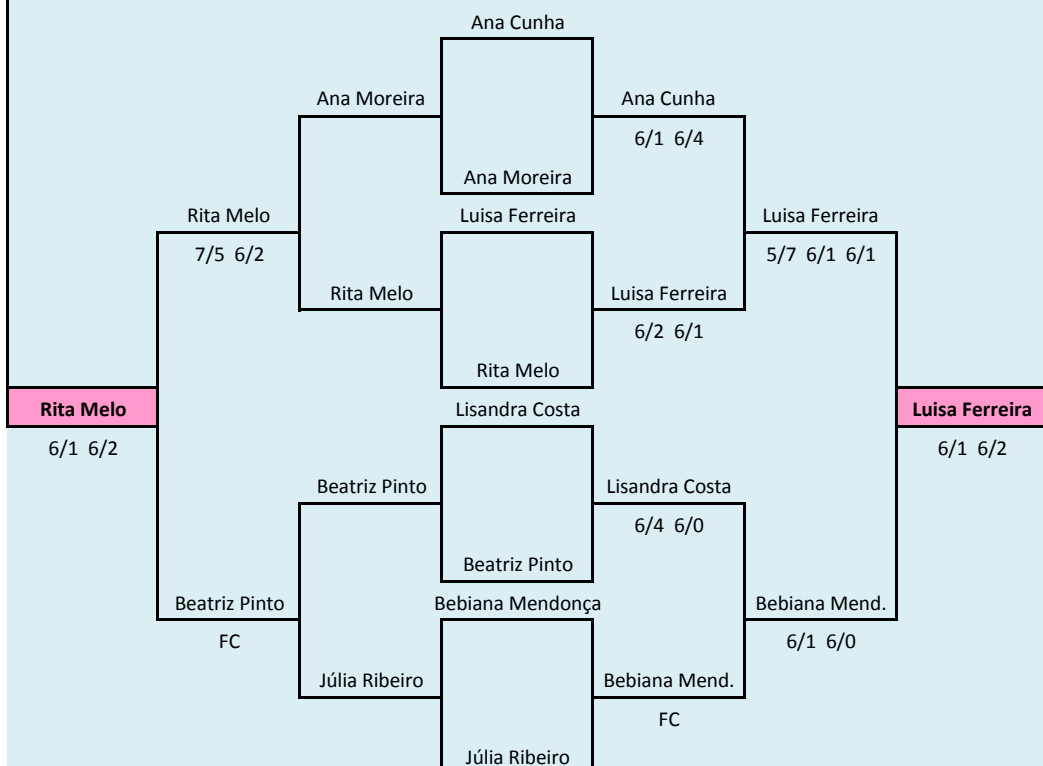 Ana Cunha
Ana Moreira Ana Cunha
6/1 6/4
Ana Moreira
Rita Melo Luisa Ferreira Luisa Ferreira
7/5 6/2 5/7 6/1 6/1
Rita Melo Luisa Ferreira
6/2 6/1
Rita Melo
Rita Melo Lisandra Costa Luisa Ferreira
6/1 6/2 6/1 6/2
Beatriz Pinto Lisandra Costa
6/4 6/0
Beatriz Pinto
Beatriz Pinto Bebiana Mendonça Bebiana Mend.
FC 6/1 6/0
Júlia Ribeiro Bebiana Mend.
FC
Júlia Ribeiro